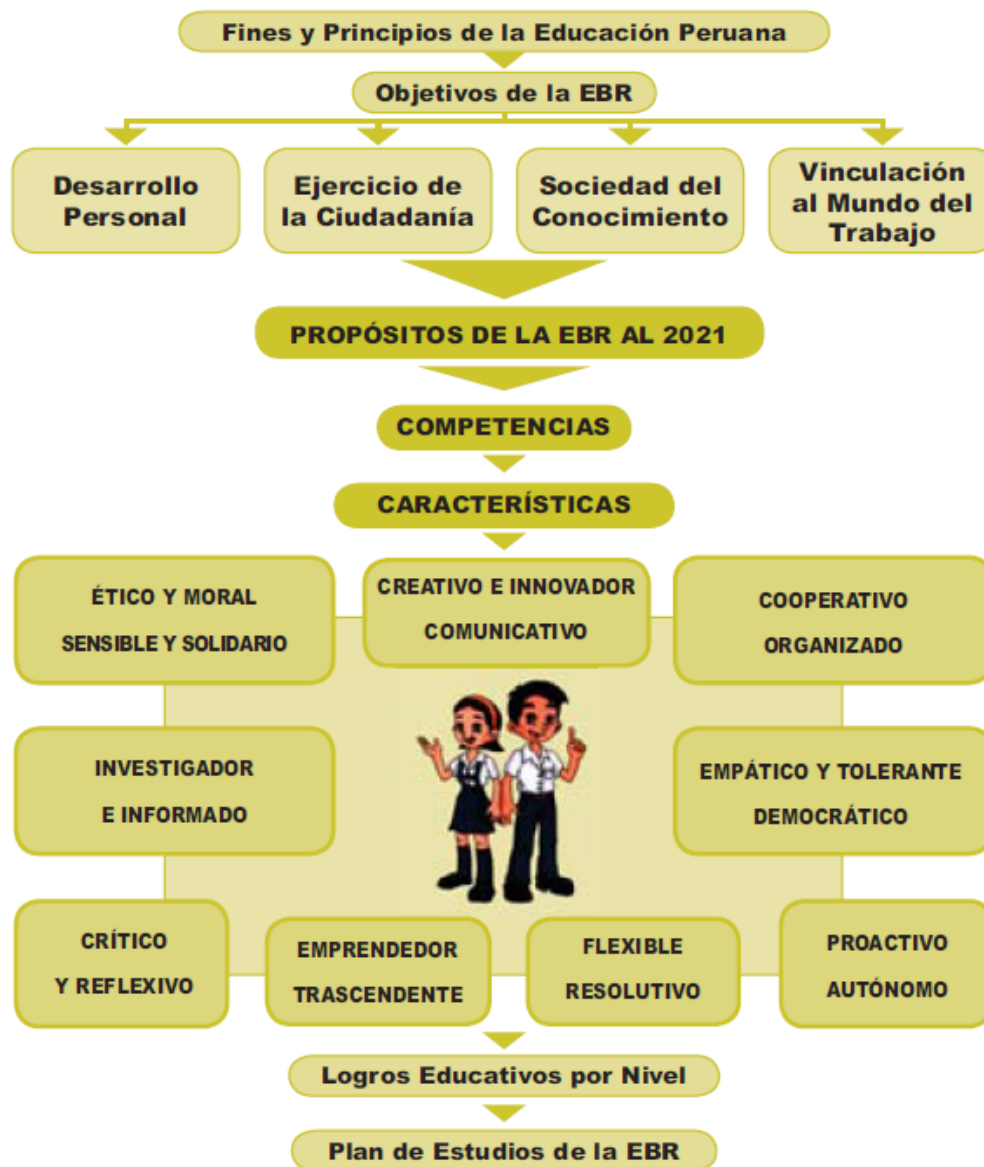 Fines y Principios de la Educación Peruana
Objetivos de la EBR
Desarrollo
Personal
Ejercicio de
la Ciudadanía
Sociedad del
Conocimiento
Vinculación
al Mundo del
Trabajo
PROPÓSITOS DE LA EBR AL 2021
COMPETENCIAS
CARACTERÍSTICAS
ÉTICO Y MORAL
SENSIBLE Y SOLIDARIO
CREATIVO E INNOVADOR
COMUNICATIVO
COOPERATIVO
ORGANIZADO
INVESTIGADOR
E INFORMADO
EMPÁTICO Y TOLERANTE
DEMOCRÁTICO
CRÍTICO
Y REFLEXIVO
EMPRENDEDOR
TRASCENDENTE
FLEXIBLE
RESOLUTIVO
PROACTIVO
AUTÓNOMO
Logros Educativos por Nivel
Plan de Estudios de la EBR